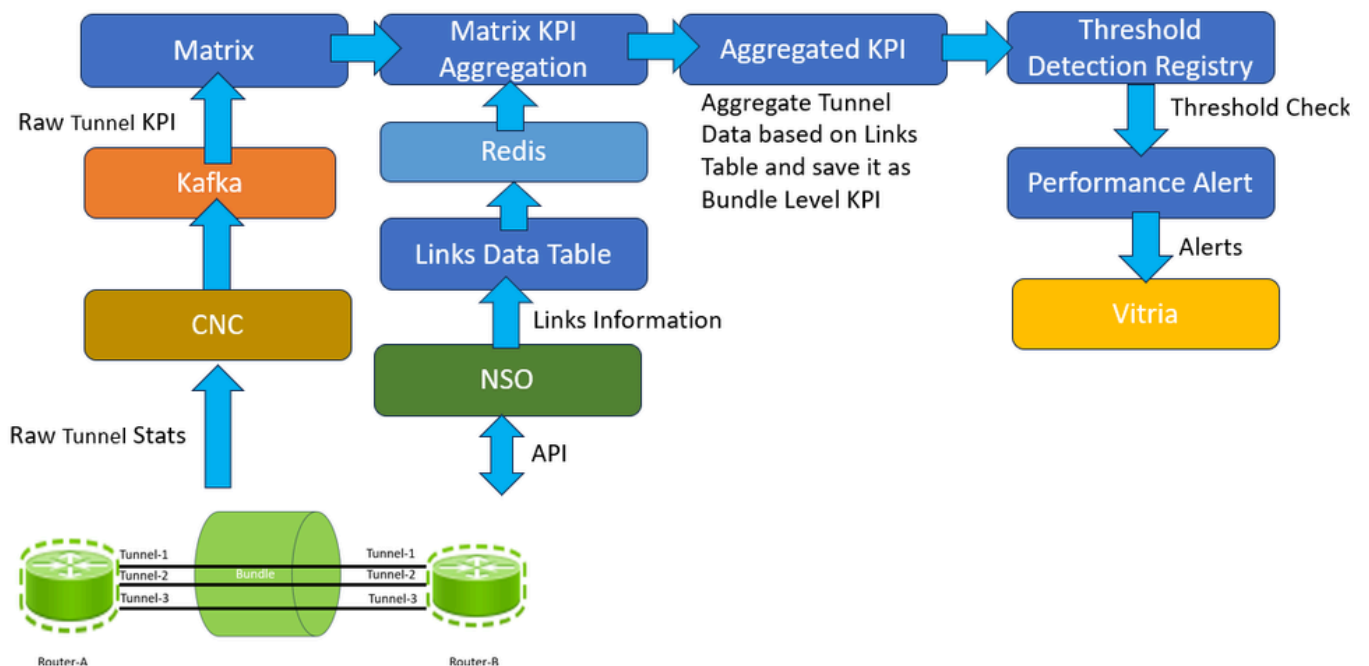 Matrix
Matrix KPI
Aggregation
Aggregated KPI
Threshold
Detection Registry
Raw Tunnel KPI
Aggregate Tunnel
Data based on Links
Table and save it as
Bundle Level KPI
Threshold Check
Kafka
Redis
Performance Alert
Links Data Table
Alerts
CNC
Links Information
Vitria
NSO
Raw Tunnel Stats
API
Tunnel-1
Tunnel-1
Tunnel-2
Bundle
Tunnel-2
Tunnel-3
Tunnel-3
Router-A
Router-B